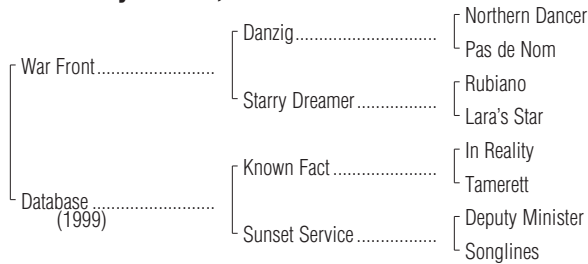 Northern Dancer
Danzig
Pas de Nom
War Front
Rubiano
Starry Dreamer
Lara's Star
In Reality
Known Fact
Tamerett
Database
(1999)
Deputy Minister
Sunset Service
Songlines